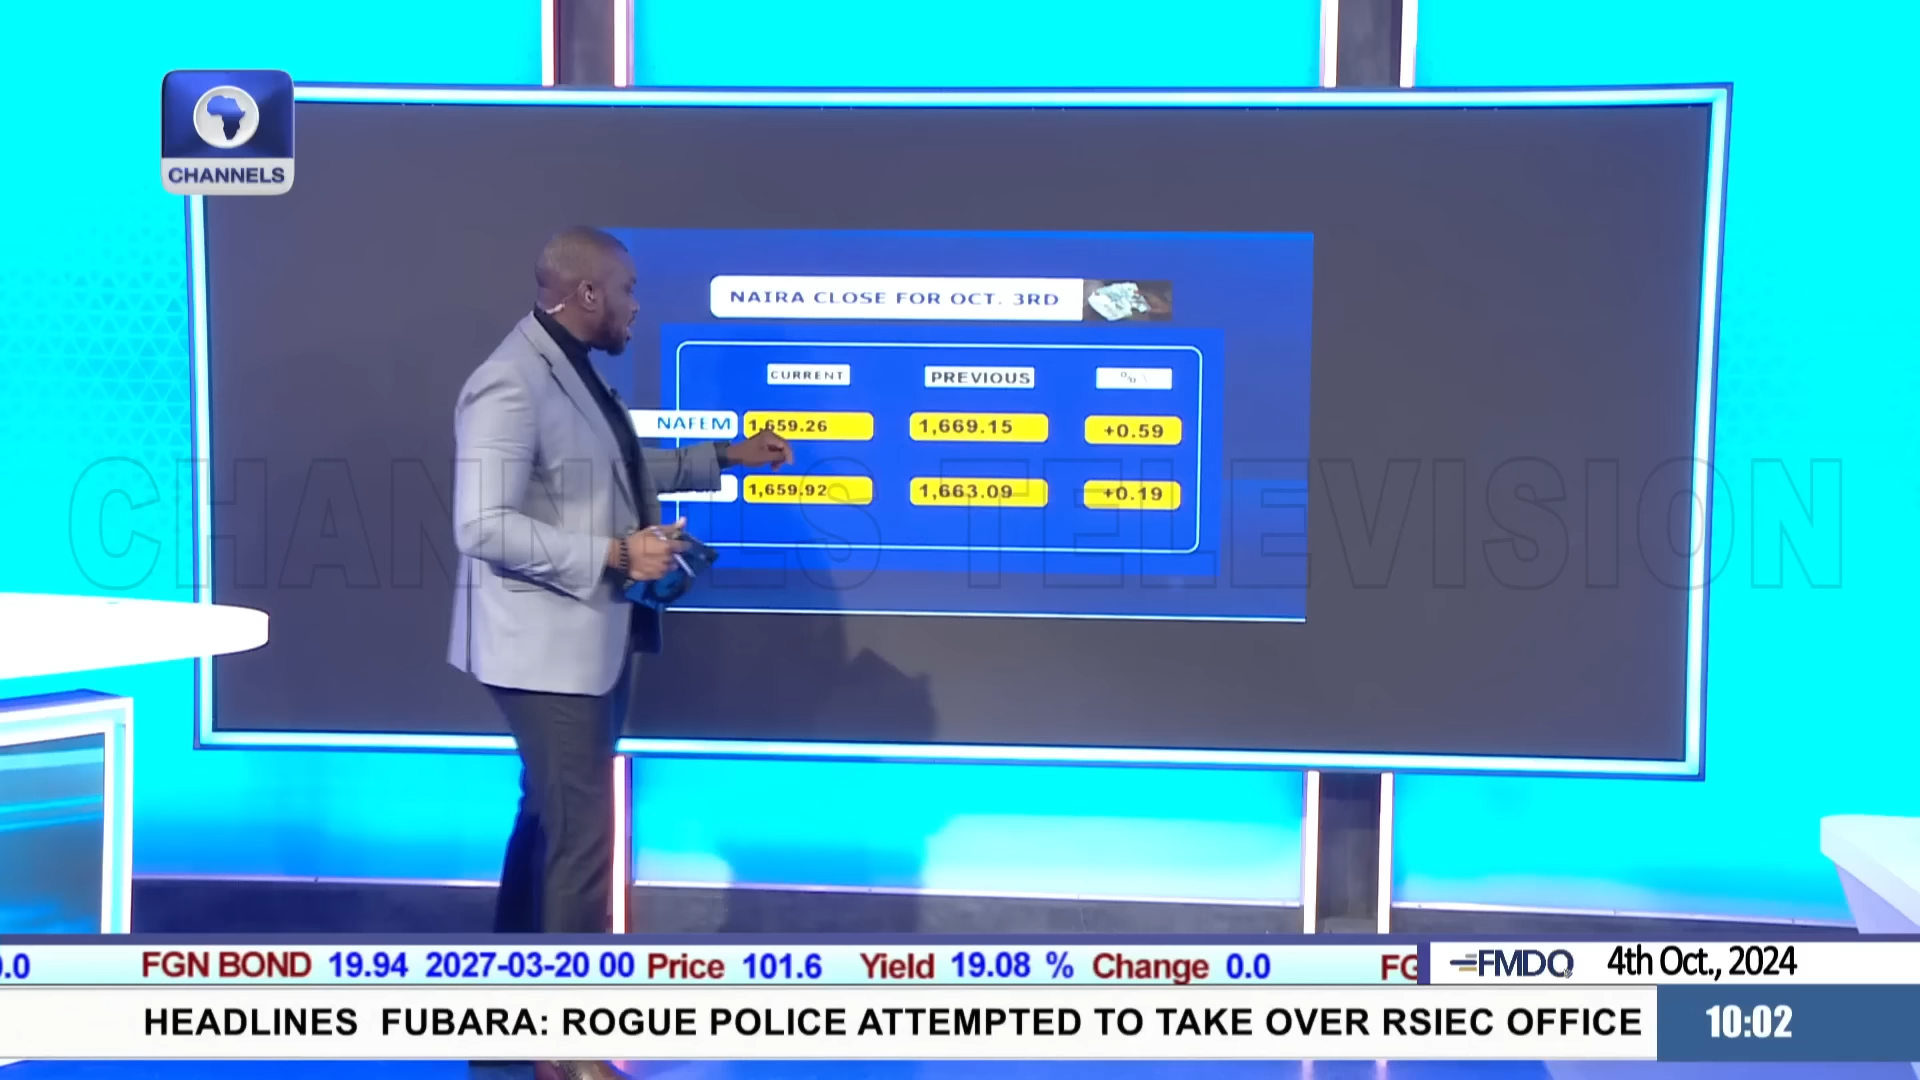 CHANNELS
NAIRA CLOSE FOR OCT. 3RD
CURRENT PREVIOUS %
NAFEM 1,659.26 1,669.15 +0.59
1,659.92 1,663.09 +0.19
CHANNELS TELEVISION
.0 FGN BOND 19.94 2027-03-20 00 Price 101.6 Yield 19.08 % Change 0.0 FG FMDQ 4th Oct., 2024
HEADLINES FUBARA: ROGUE POLICE ATTEMPTED TO TAKE OVER RSIEC OFFICE 10:02